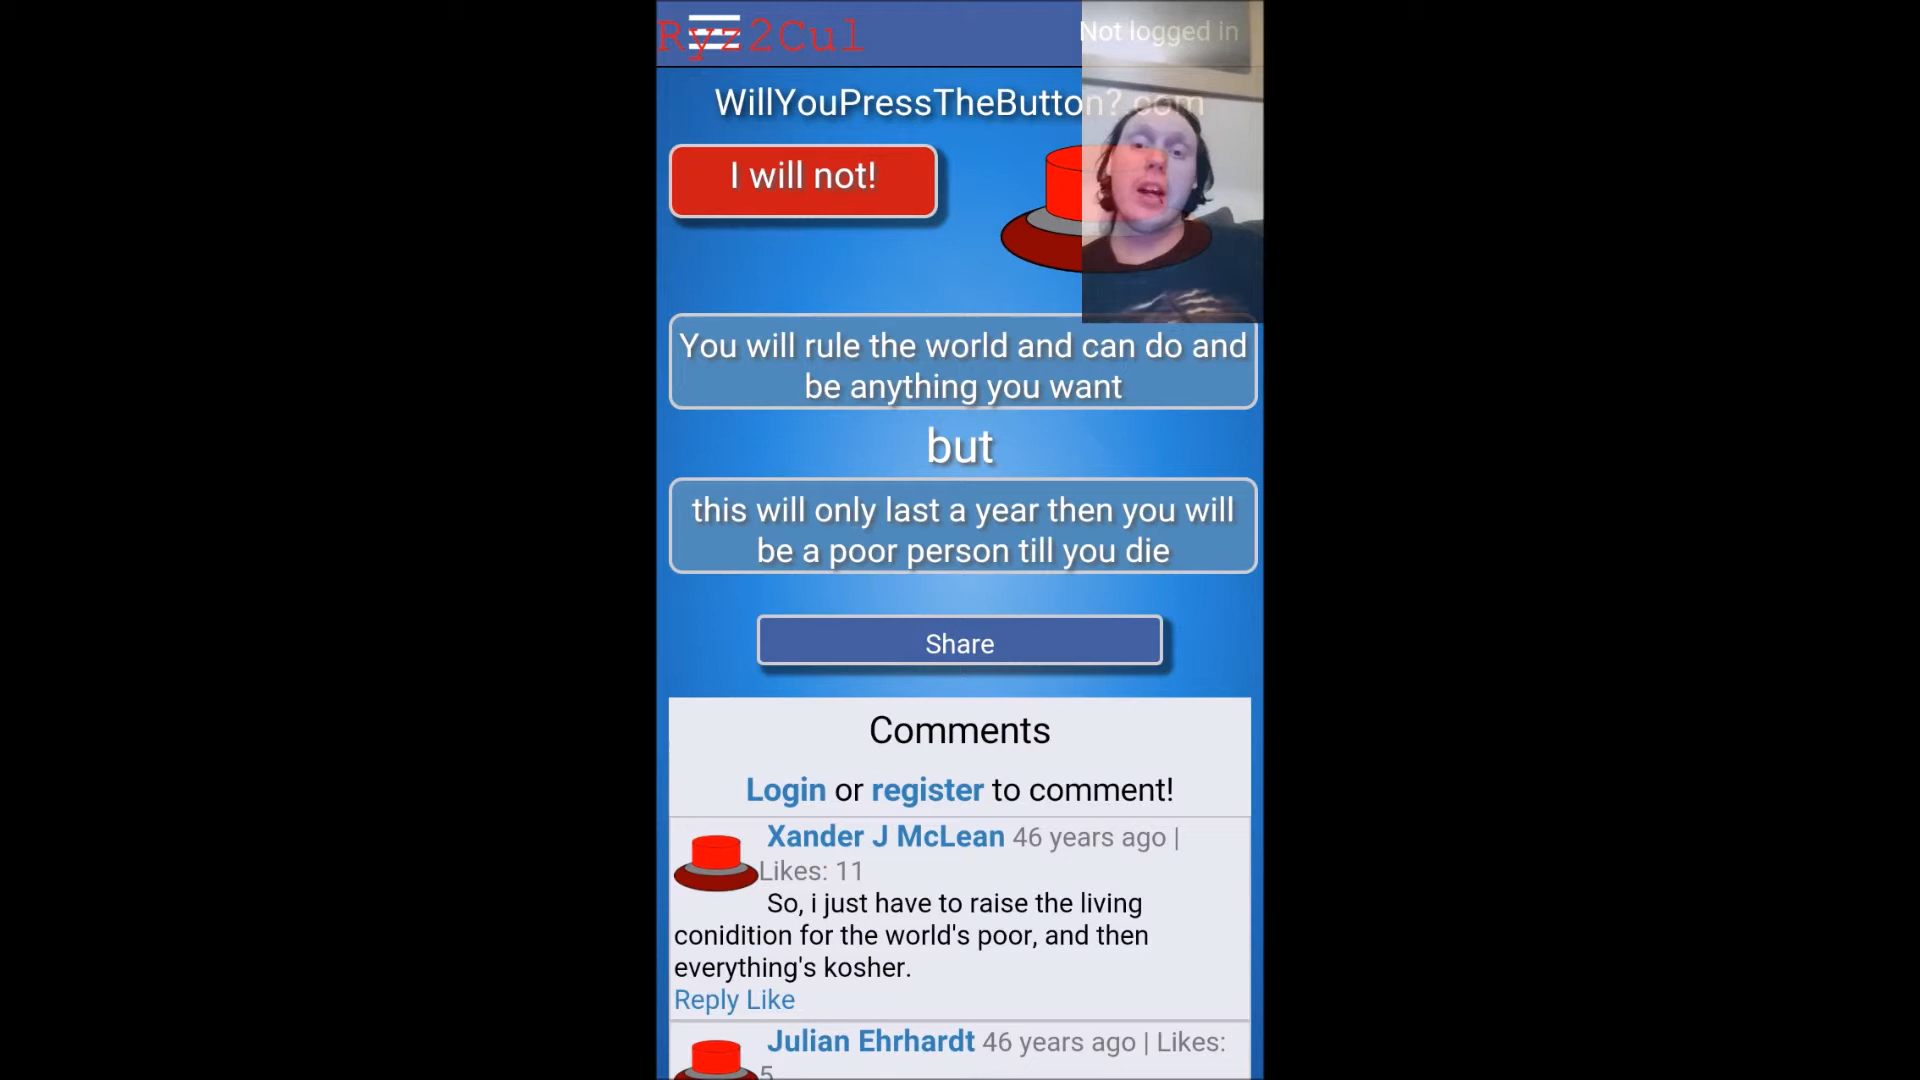 Ryz2Cul
Not logged in
WillYouPressTheButton?.com
I will not!
You will rule the world and can do and
be anything you want
but
this will only last a year then you will
be a poor person till you die
Share
Comments
Login or register to comment!
Xander J McLean 46 years ago |
Likes: 11
So, i just have to raise the living
conidition for the world's poor, and then
everything's kosher.
Reply Like
Julian Ehrhardt 46 years ago | Likes:
5